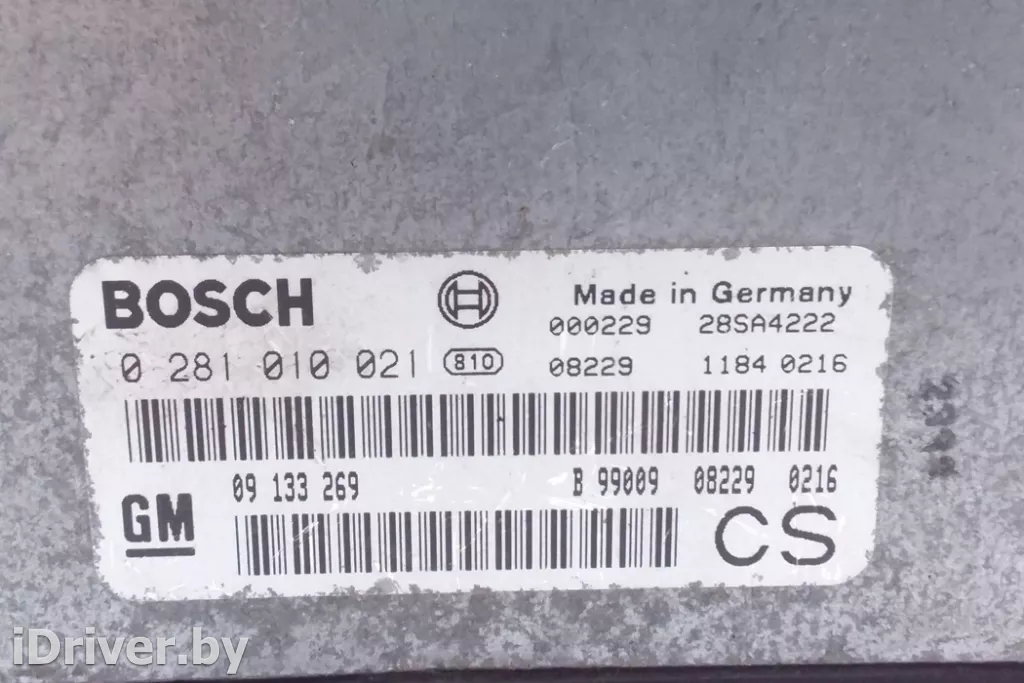 BOSCH
Made in Germany
000229 28SA4222
0 281 010 021 810 08229 1184 0216
09 133 269 B 99009 08229 0216
GM
CS
iDriver.by